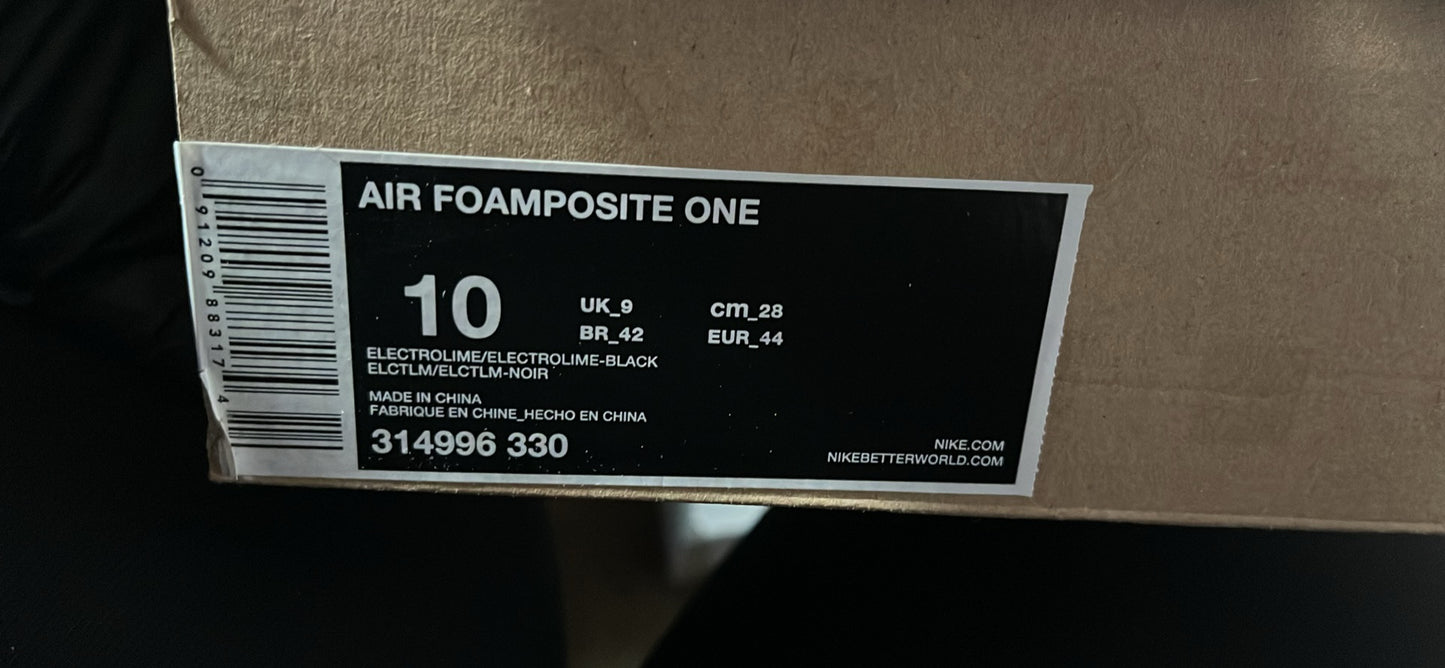 0 91209 88317 4
AIR FOAMPOSITE ONE
10
UK_9 cm_28
BR_42 EUR_44
ELECTROLIME/ELECTROLIME-BLACK
ELCTLM/ELCTLM-NOIR
MADE IN CHINA
FABRIQUE EN CHINE_HECHO EN CHINA
314996 330
NIKE.COM
NIKEBETTERWORLD.COM